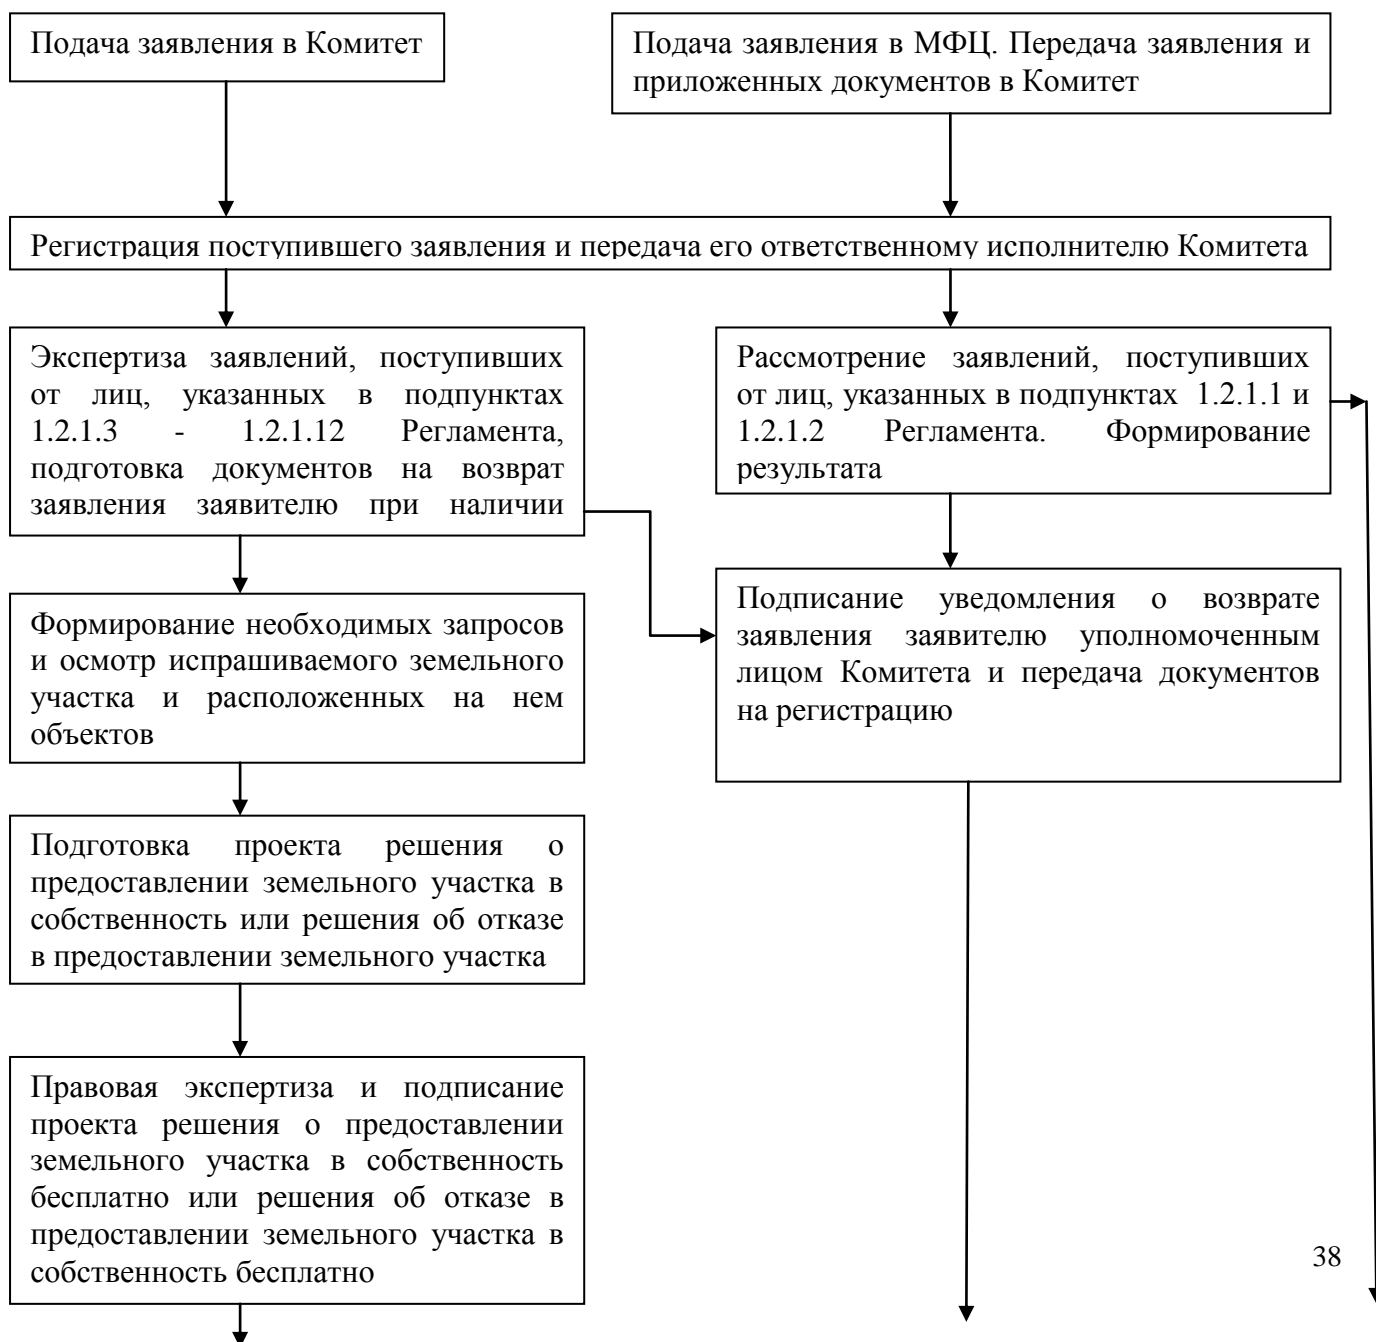 Подача заявления в Комитет
Подача заявления в МФЦ. Передача заявления и
приложенных документов в Комитет
Регистрация поступившего заявления и передача его ответственному исполнителю Комитета
Экспертиза заявлений, поступивших
от лиц, указанных в подпунктах
1.2.1.3 - 1.2.1.12 Регламента,
подготовка документов на возврат
заявления заявителю при наличии
Рассмотрение заявлений, поступивших
от лиц, указанных в подпунктах 1.2.1.1 и
1.2.1.2 Регламента. Формирование
результата
Формирование необходимых запросов
и осмотр испрашиваемого земельного
участка и расположенных на нем
объектов
Подписание уведомления о возврате
заявления заявителю уполномоченным
лицом Комитета и передача документов
на регистрацию
Подготовка проекта решения о
предоставлении земельного участка в
собственность или решения об отказе
в предоставлении земельного участка
Правовая экспертиза и подписание
проекта решения о предоставлении
земельного участка в собственность
бесплатно или решения об отказе в
предоставлении земельного участка в
собственность бесплатно
38